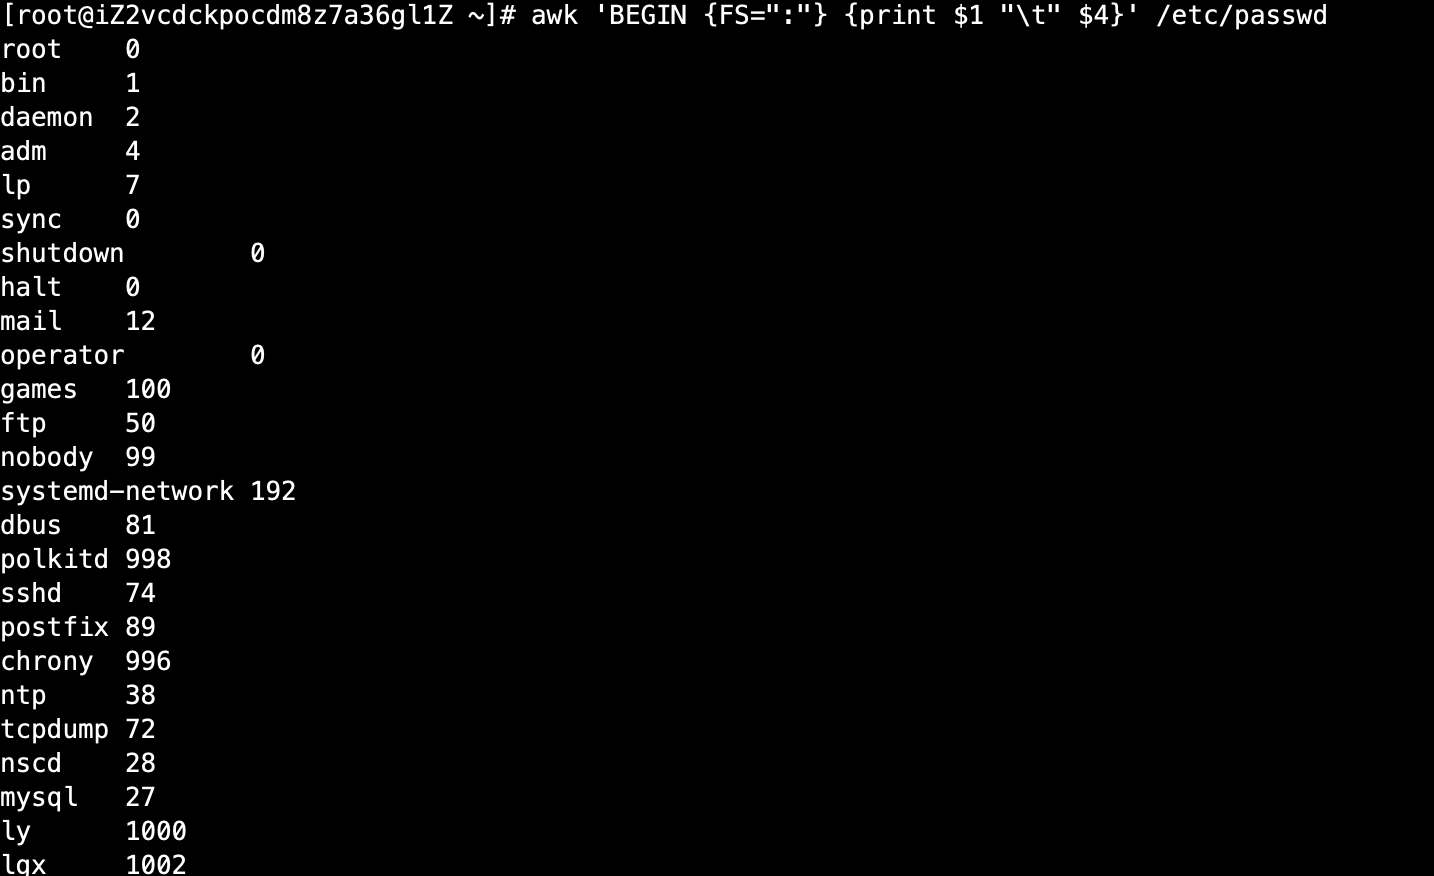 [root@iZ2vcdckpocdm8z7a36gl1Z ~]# awk 'BEGIN {FS=":"} {print $1 "\t" $4}' /etc/passwd
root	0
bin	1
daemon	2
adm	4
lp	7
sync	0
shutdown	0
halt	0
mail	12
operator	0
games	100
ftp	50
nobody	99
systemd-network	192
dbus	81
polkitd	998
sshd	74
postfix	89
chrony	996
ntp	38
tcpdump	72
nscd	28
mysql	27
ly	1000
lgx	1002